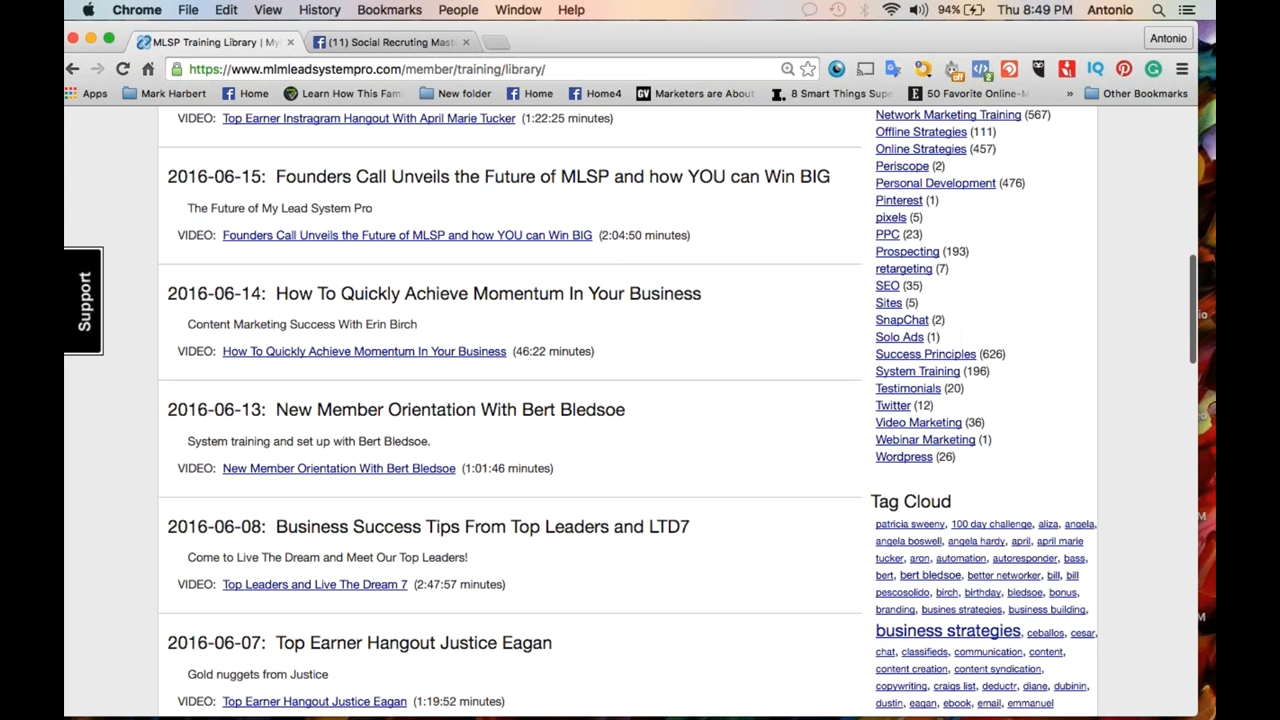 Chrome File Edit View History Bookmarks People Window Help 94% Thu 8:49 PM Antonio
MLSP Training Library | My (11) Social Recruting Mast Antonio
https://www.mlmleadsystempro.com/member/training/library/
Apps Mark Harbert Home Learn How This Fam New folder Home Home4 Marketers are Abou 8 Smart Things Supe 50 Favorite Online-M » Other Bookmarks
VIDEO: Top Earner Instragram Hangout With April Marie Tucker (1:22:25 minutes)
2016-06-15: Founders Call Unveils the Future of MLSP and how YOU can Win BIG
The Future of My Lead System Pro
VIDEO: Founders Call Unveils the Future of MLSP and how YOU can Win BIG (2:04:50 minutes)
2016-06-14: How To Quickly Achieve Momentum In Your Business
Content Marketing Success With Erin Birch
VIDEO: How To Quickly Achieve Momentum In Your Business (46:22 minutes)
2016-06-13: New Member Orientation With Bert Bledsoe
System training and set up with Bert Bledsoe.
VIDEO: New Member Orientation With Bert Bledsoe (1:01:46 minutes)
2016-06-08: Business Success Tips From Top Leaders and LTD7
Come to Live The Dream and Meet Our Top Leaders!
VIDEO: Top Leaders and Live The Dream 7 (2:47:57 minutes)
2016-06-07: Top Earner Hangout Justice Eagan
Gold nuggets from Justice
VIDEO: Top Earner Hangout Justice Eagan (1:19:52 minutes)
Support
Network Marketing Training (567)
Offline Strategies (111)
Online Strategies (457)
Periscope (2)
Personal Development (476)
Pinterest (1)
pixels (5)
PPC (23)
Prospecting (193)
retargeting (7)
SEO (35)
Sites (5)
SnapChat (2)
Solo Ads (1)
Success Principles (626)
System Training (196)
Testimonials (20)
Twitter (12)
Video Marketing (36)
Webinar Marketing (1)
Wordpress (26)
Tag Cloud
patricia sweeny, 100 day challenge, aliza, angela,
angela boswell, angela hardy, april, april marie
tucker, aron, automation, autoresponder, bass,
bert, bert bledsoe, better networker, bill, bill
pescosolido, birch, birthday, bledsoe, bonus,
branding, busines strategies, business building,
business strategies, ceballos, cesar,
chat, classifieds, communication, content,
content creation, content syndication,
copywriting, craigs list, deductr, diane, dubinin,
dustin, eagan, ebook, email, emmanuel